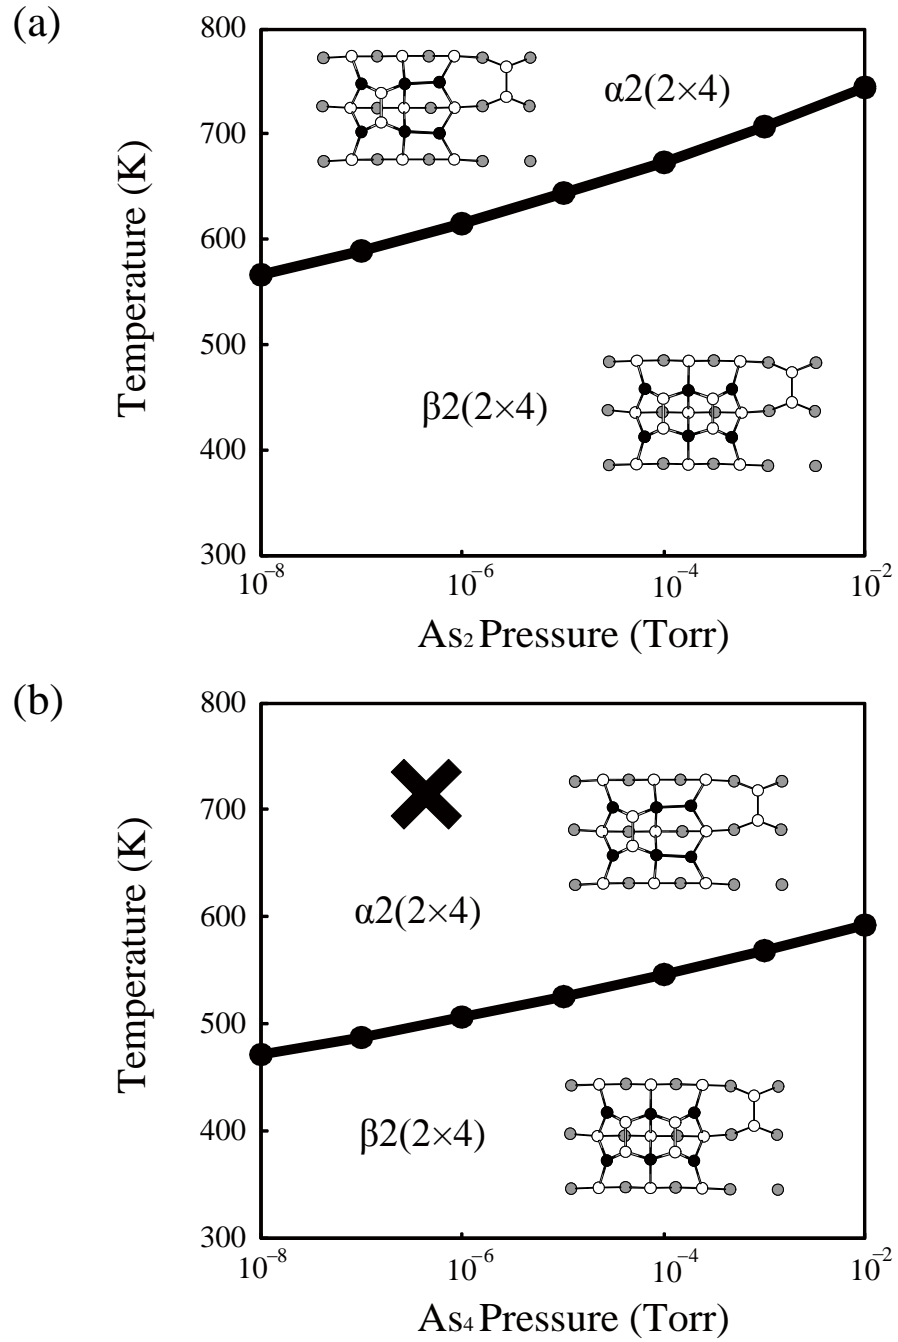 (a)
800
700
600
500
400
300
Temperature (K)
α2(2×4)
β2(2×4)
10⁻⁸
10⁻⁶
10⁻⁴
10⁻²
As₂ Pressure (Torr)
(b)
800
700
600
500
400
300
Temperature (K)
α2(2×4)
β2(2×4)
10⁻⁸
10⁻⁶
10⁻⁴
10⁻²
As₄ Pressure (Torr)